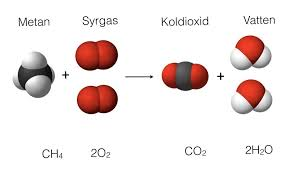 Metan Syrgas Koldioxid Vatten
+ +
CH₄ 2O₂ CO₂ 2H₂O